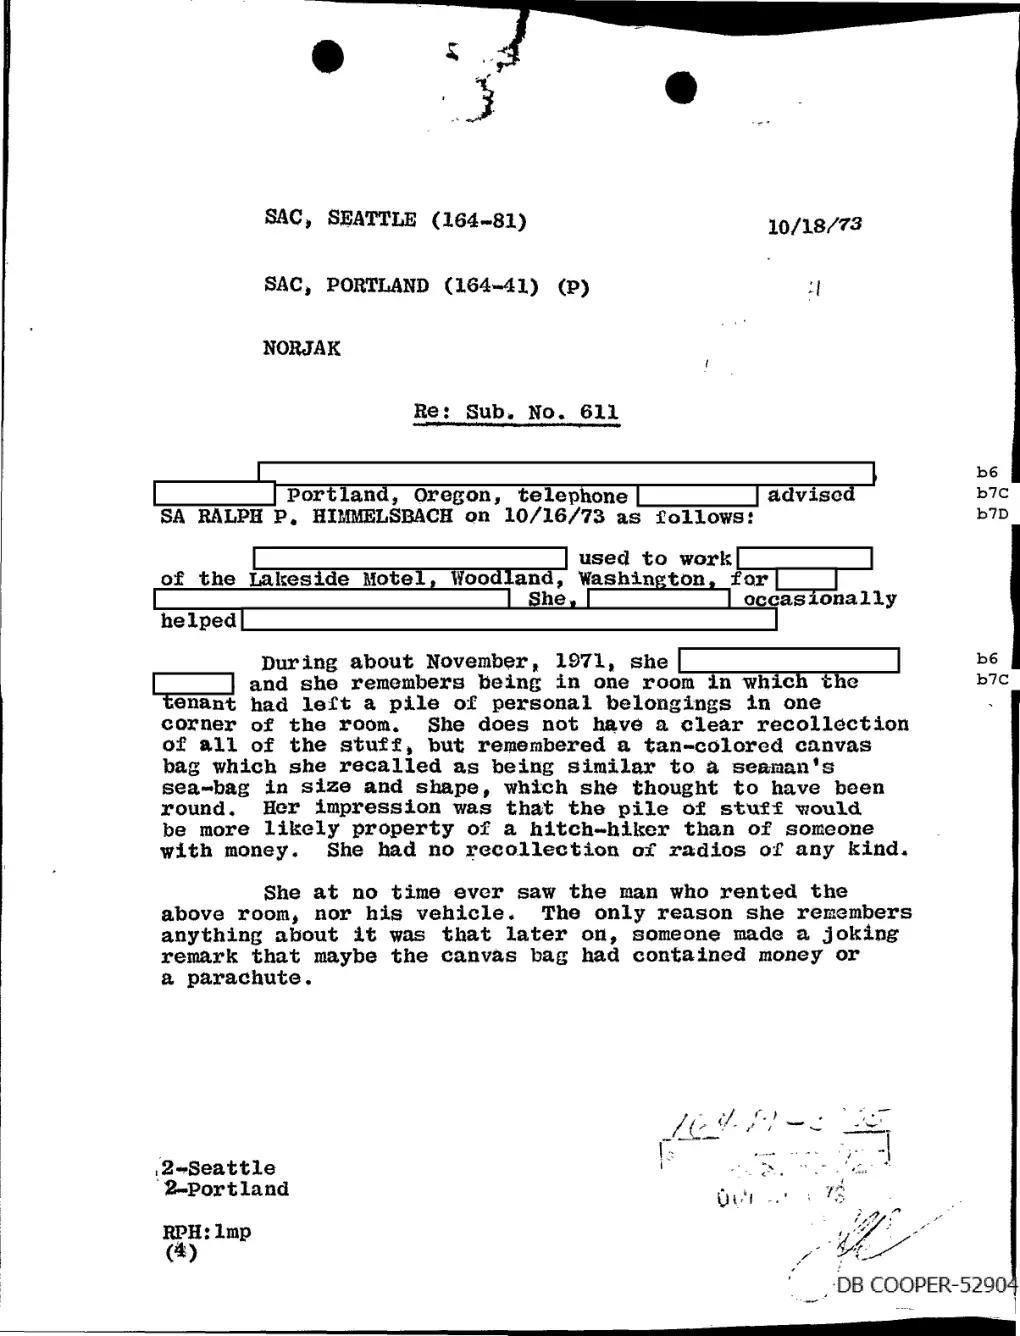 SAC, SEATTLE (164-81) 10/18/73
SAC, PORTLAND (164-41) (P)
NORJAK
Re: Sub. No. 611
b6
Portland, Oregon, telephone advised b7C
SA RALPH P. HIMMELSBACH on 10/16/73 as follows: b7D
used to work
of the Lakeside Motel, Woodland, Washington, for
She, occasionally
helped
During about November, 1971, she b6
and she remembers being in one room in which the b7C
tenant had left a pile of personal belongings in one
corner of the room. She does not have a clear recollection
of all of the stuff, but remembered a tan-colored canvas
bag which she recalled as being similar to a seaman's
sea-bag in size and shape, which she thought to have been
round. Her impression was that the pile of stuff would
be more likely property of a hitch-hiker than of someone
with money. She had no recollection of radios of any kind.
She at no time ever saw the man who rented the
above room, nor his vehicle. The only reason she remembers
anything about it was that later on, someone made a joking
remark that maybe the canvas bag had contained money or
a parachute.
2-Seattle
2-Portland
RPH:lmp
(4)
DB COOPER-52904